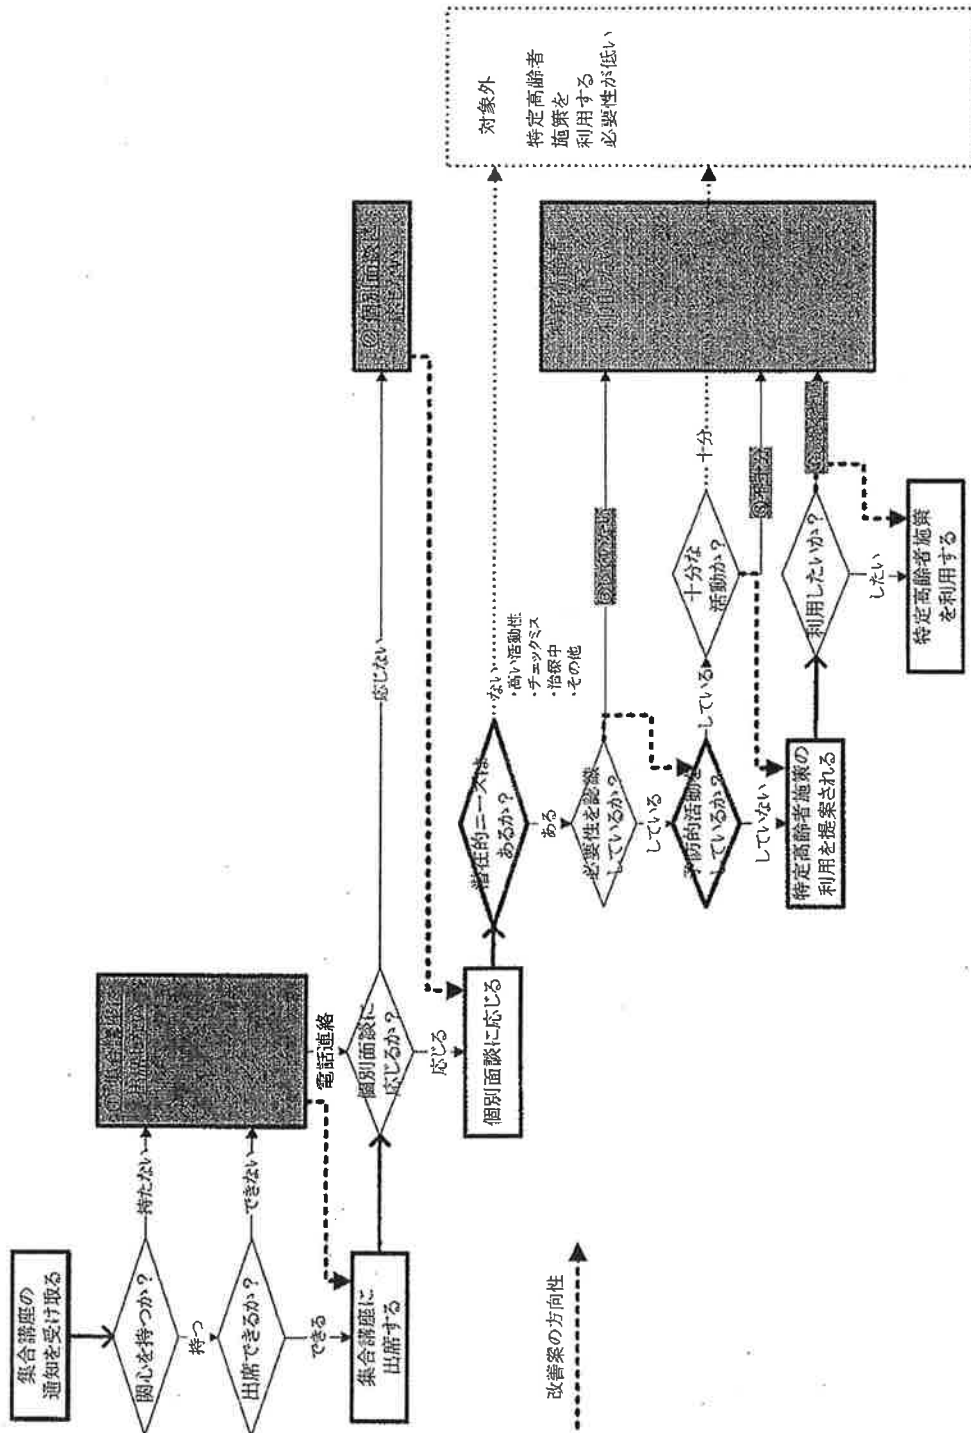 集合講座の
通知を受け取る
関心を持つか？
持たない
持つ
出席できるか？
できない
できる
集合講座に
出席する
電話連絡
個別面談に
応じるか？
応じない
応じる
① 個別面談に
応じない
個別面談に応じる
潜在的ニーズは
あるか？
ない
・高い活動性
・チェックミス
・治療中
・その他
ある
必要性を認識
しているか？
している
予防的活動を
しているか？
している
していない
十分な
活動か？
十分
特定高齢者施策の
利用を提案される
利用したいか？
したい
特定高齢者施策
を利用する
対象外
特定高齢者
施策を
利用する
必要性が低い
改善案の方向性